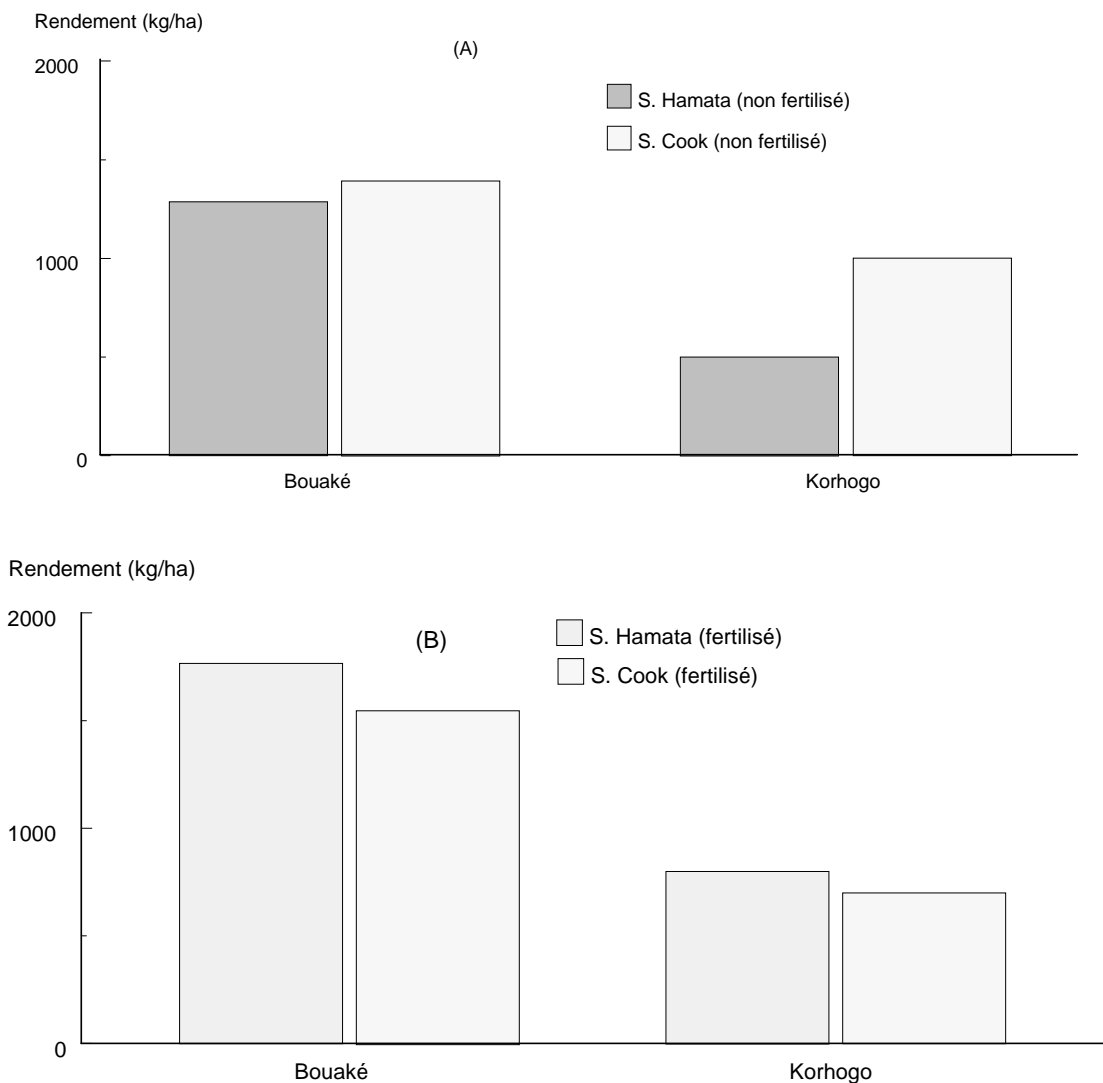 Rendement (kg/ha)
(A)
2000
S. Hamata (non fertilisé)
S. Cook (non fertilisé)
1000
0
Bouaké Korhogo
Rendement (kg/ha)
2000
(B)
S. Hamata (fertilisé)
S. Cook (fertilisé)
1000
0
Bouaké Korhogo